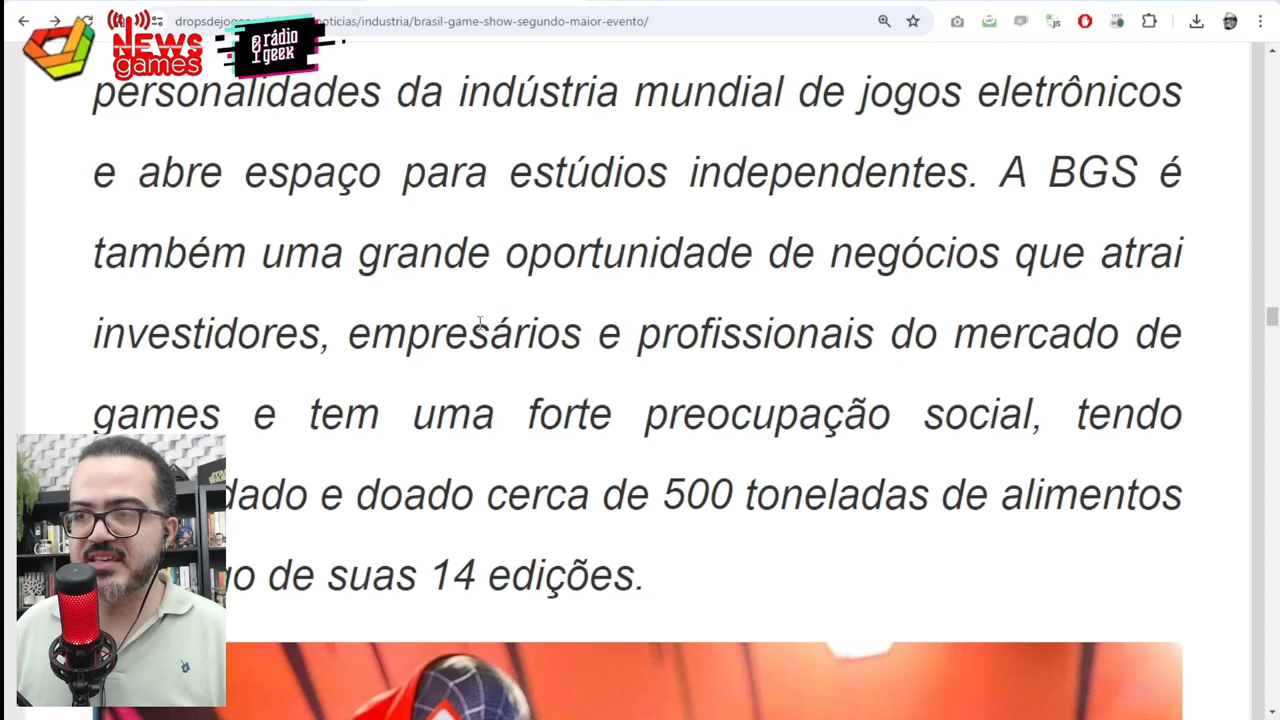 dropsdejogo
noticias/industria/brasil-game-show-segundo-maior-evento/
NEWS
games
rádio
geek
personalidades da indústria mundial de jogos eletrônicos
e abre espaço para estúdios independentes. A BGS é
também uma grande oportunidade de negócios que atrai
investidores, empresários e profissionais do mercado de
games e tem uma forte preocupação social, tendo
dado e doado cerca de 500 toneladas de alimentos
go de suas 14 edições.